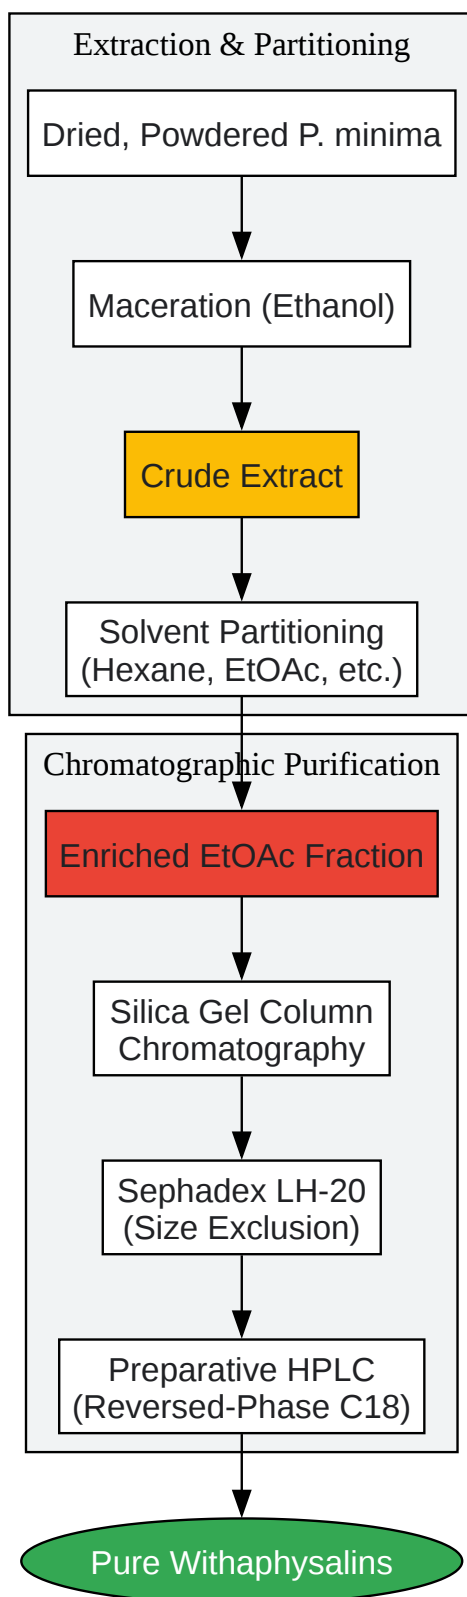 Extraction & Partitioning
Dried, Powdered P. minima
Maceration (Ethanol)
Crude Extract
Solvent Partitioning
(Hexane, EtOAc, etc.)
Chromatographic Purification
Enriched EtOAc Fraction
Silica Gel Column
Chromatography
Sephadex LH-20
(Size Exclusion)
Preparative HPLC
(Reversed-Phase C18)
Pure Withaphysalins